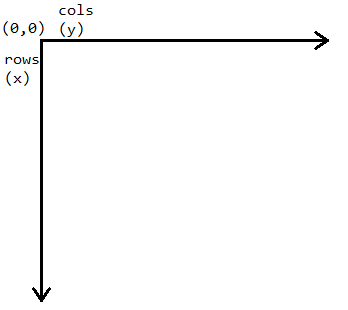 cols
(0,0) (y)
rows
(x)